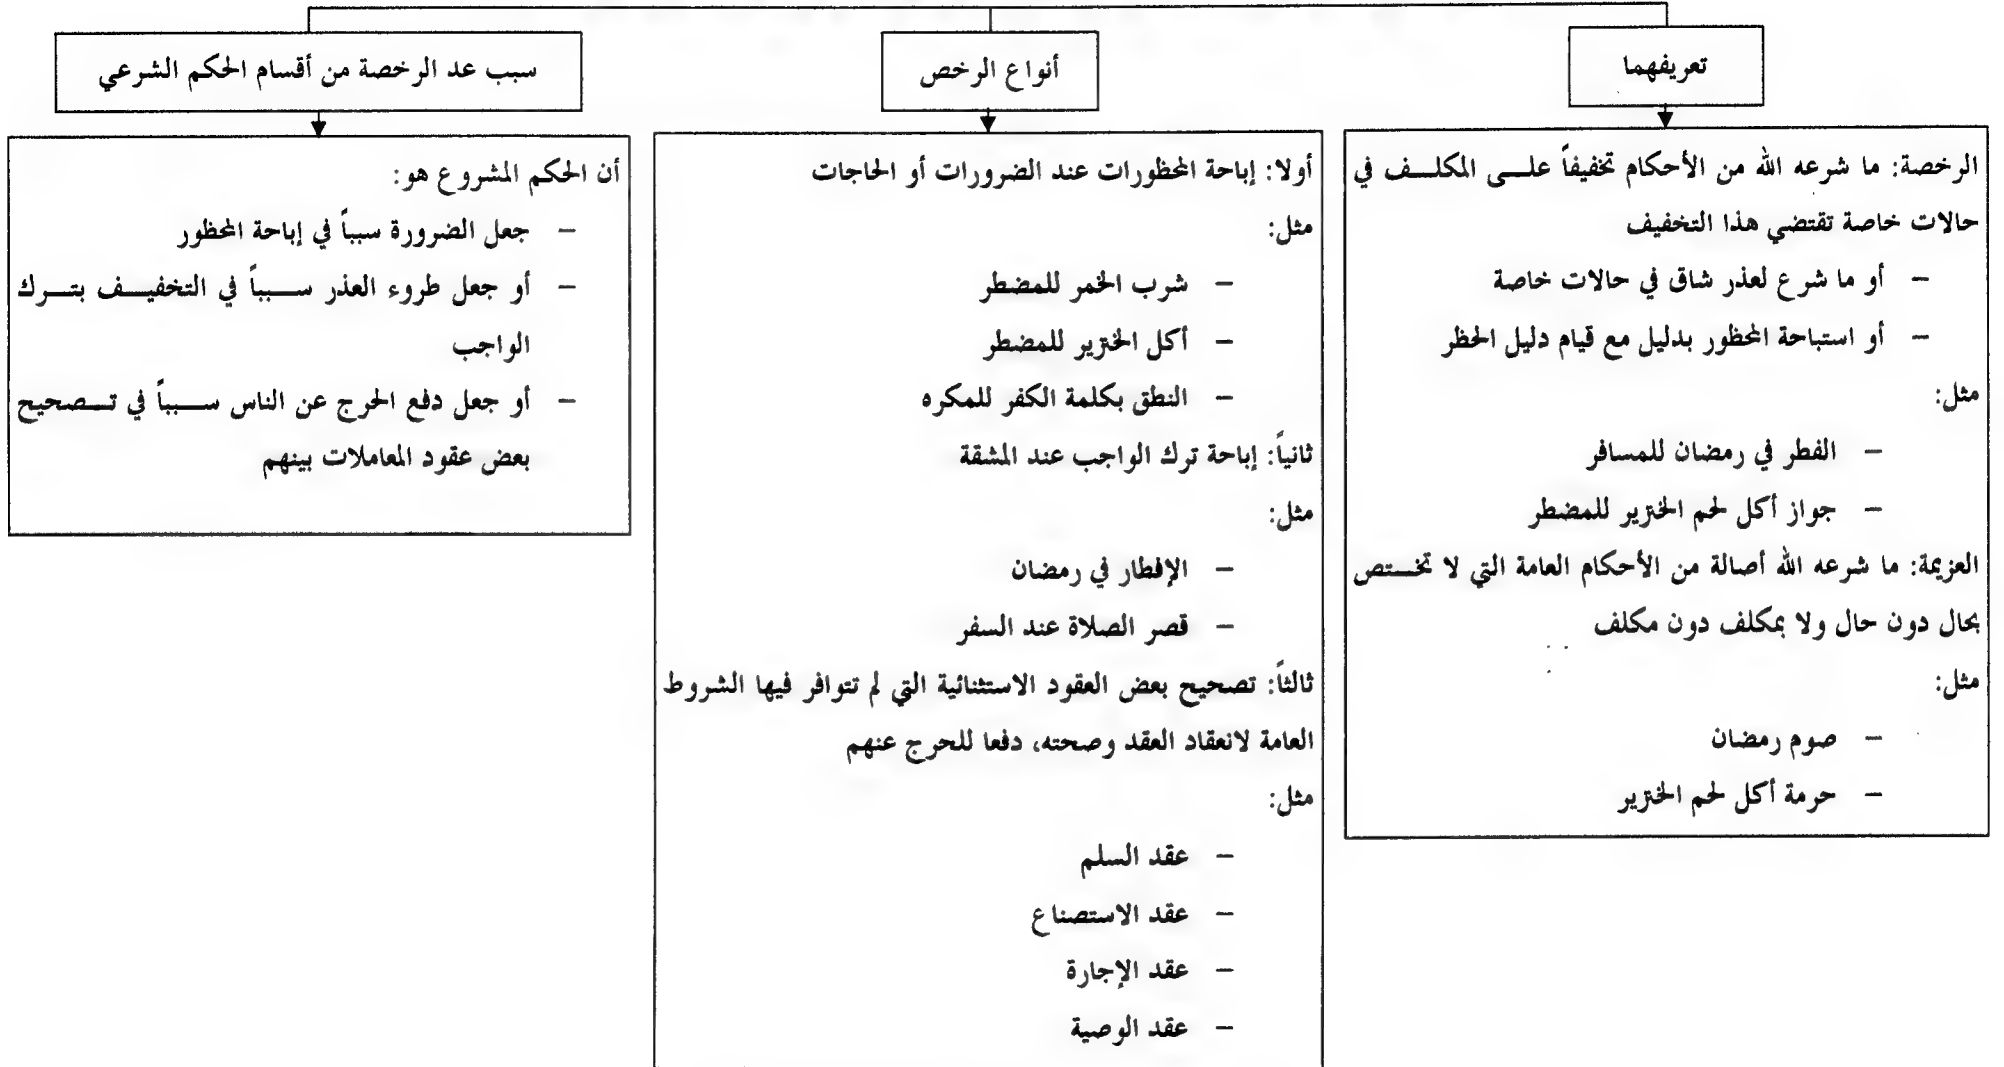 تعريفهما
الرخصة: ما شرعه الله من الأحكام تخفيفاً على المكلف في
حالات خاصة تقتضي هذا التخفيف
– أو ما شرع لعذر شاق في حالات خاصة
– أو استباحة المحظور بدليل مع قيام دليل الحظر
مثل:
– الفطر في رمضان للمسافر
– جواز أكل لحم الخنزير للمضطر
العزيمة: ما شرعه الله أصالة من الأحكام العامة التي لا تختص
بحال دون حال ولا بمكلف دون مكلف
مثل:
– صوم رمضان
– حرمة أكل لحم الخنزير
أنواع الرخص
أولا: إباحة المحظورات عند الضرورات أو الحاجات
مثل:
– شرب الخمر للمضطر
– أكل الخنزير للمضطر
– النطق بكلمة الكفر للمكره
ثانياً: إباحة ترك الواجب عند المشقة
مثل:
– الإفطار في رمضان
– قصر الصلاة عند السفر
ثالثاً: تصحيح بعض العقود الاستثنائية التي لم تتوافر فيها الشروط
العامة لانعقاد العقد وصحته، دفعا للحرج عنهم
مثل:
– عقد السلم
– عقد الاستصناع
– عقد الإجارة
– عقد الوصية
سبب عد الرخصة من أقسام الحكم الشرعي
أن الحكم المشروع هو:
– جعل الضرورة سبباً في إباحة المحظور
– أو جعل طروء العذر سبباً في التخفيف بترك
الواجب
– أو جعل دفع الحرج عن الناس سبباً في تصحيح
بعض عقود المعاملات بينهم